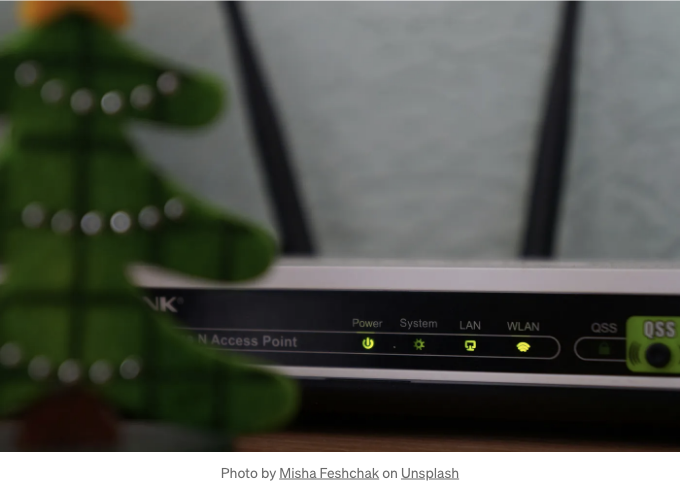 NK®
Power System LAN WLAN QSS QSS
N Access Point
Photo by Misha Feshchak on Unsplash